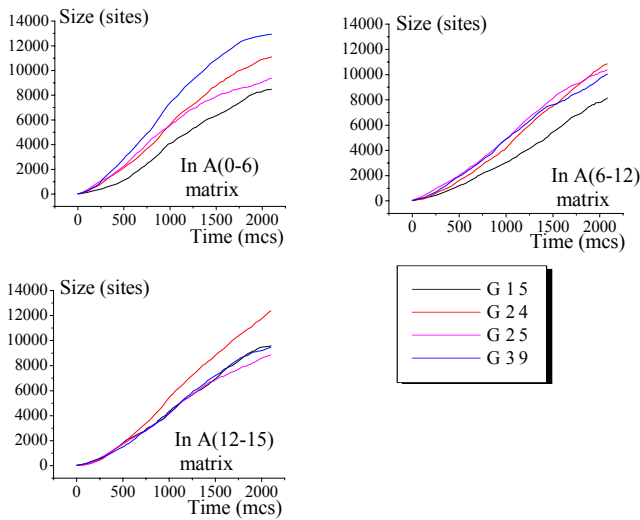 Size (sites)
14000
12000
10000
8000
6000
4000
2000
0
In A(0-6)
matrix
0 500 1000 1500 2000
Time (mcs)
Size (sites)
14000
12000
10000
8000
6000
4000
2000
0
In A(6-12)
matrix
0 500 1000 1500 2000
Time (mcs)
Size (sites)
14000
12000
10000
8000
6000
4000
2000
0
In A(12-15)
matrix
0 500 1000 1500 2000
Time (mcs)
G 1 5
G 2 4
G 2 5
G 3 9